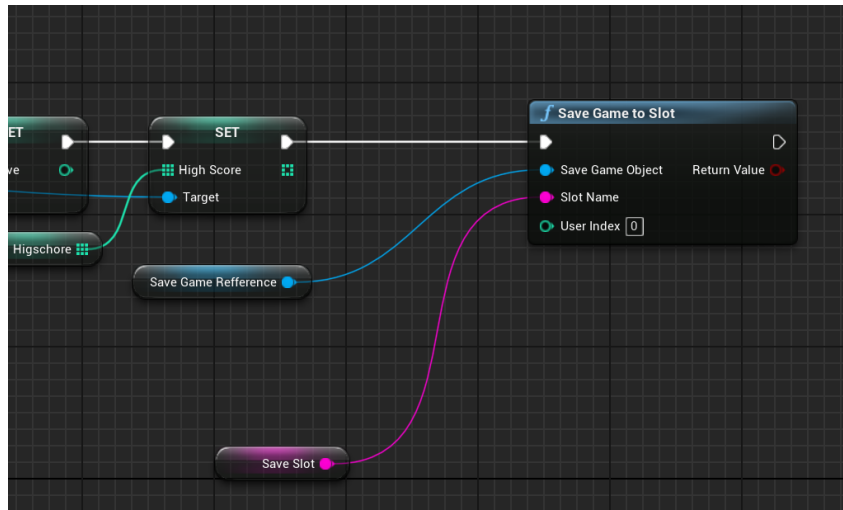 ET
SET
ve
High Score
Target
Higschore
Save Game Refference
Save Slot
f Save Game to Slot
Save Game Object
Return Value
Slot Name
User Index 0